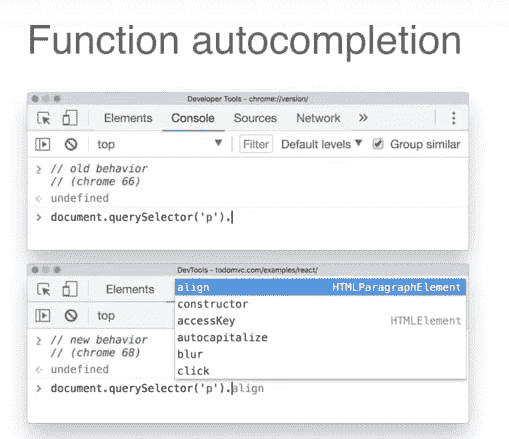 Function autocompletion
Developer Tools - chrome://version/
Elements Console Sources Network »
top Filter Default levels ▼ Group similar
// old behavior
// (chrome 66)
undefined
> document.querySelector('p').
DevTools - todomvc.com/examples/react/
Elements
top
// new behavior
// (chrome 68)
undefined
align HTMLParagraphElement
constructor
accessKey HTMLElement
autocapitalize
blur
click
> document.querySelector('p').align